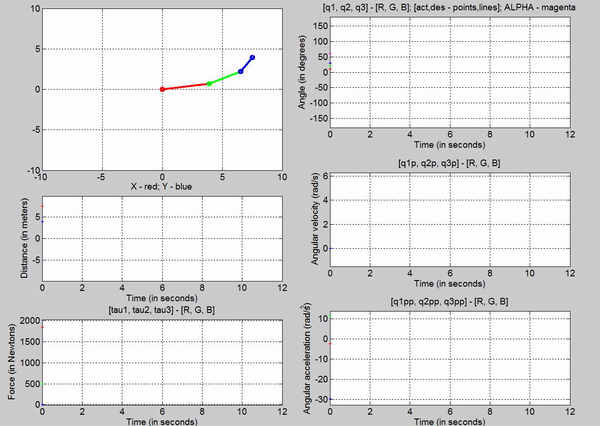 [q1, q2, q3] - [R, G, B]; [act,des - points,lines]; ALPHA - magenta
10
5
0
-5
-10
-10 -5 0 5 10
150
100
50
0
-50
-100
-150
0 2 4 6 8 10 12
Angle (in degrees)
Time (in seconds)
X - red; Y - blue
5
0
-5
0 2 4 6 8 10 12
Distance (in meters)
Time (in seconds)
[q1p, q2p, q3p] - [R, G, B]
6
4
2
0
0 2 4 6 8 10 12
Angular velocity (rad/s)
Time (in seconds)
[tau1, tau2, tau3] - [R, G, B]
2000
1500
1000
500
0
0 2 4 6 8 10 12
Force (in Newtons)
Time (in seconds)
[q1pp, q2pp, q3pp] - [R, G, B]
10
0
-10
-20
-30
0 2 4 6 8 10 12
Angular acceleration (rad/s²)
Time (in seconds)